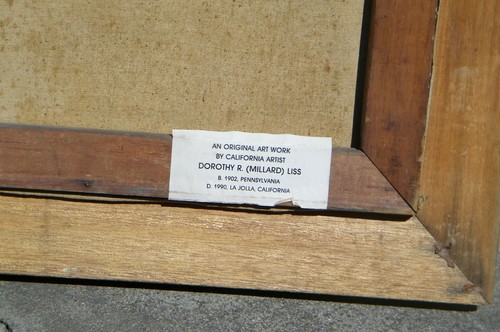 AN ORIGINAL ART WORK
BY CALIFORNIA ARTIST
DOROTHY R. (MILLARD) LISS
B. 1902, PENNSYLVANIA
D. 1990, LA JOLLA, CALIFORNIA